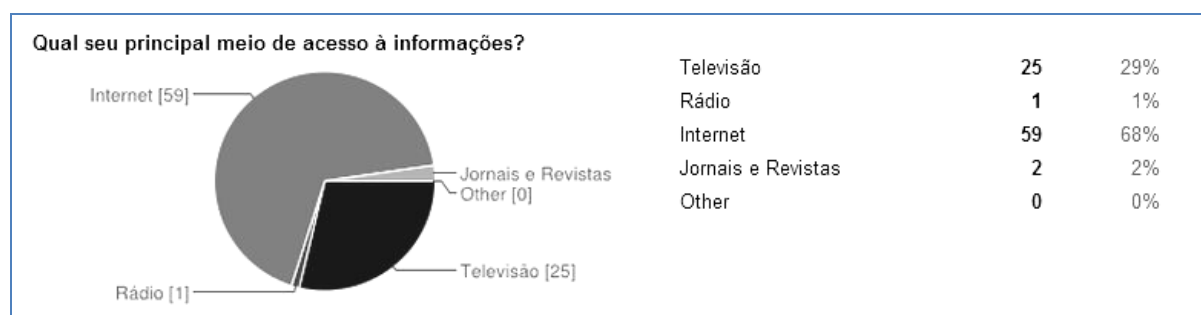 Qual seu principal meio de acesso à informações?
Internet [59]
Jornais e Revistas
Other [0]
Televisão [25]
Rádio [1]
Televisão 25 29%
Rádio 1 1%
Internet 59 68%
Jornais e Revistas 2 2%
Other 0 0%